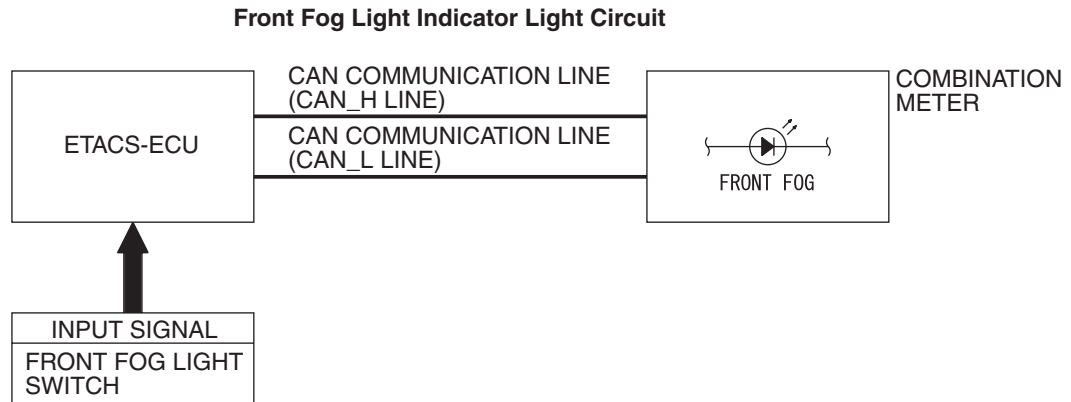 Front Fog Light Indicator Light Circuit
ETACS-ECU
CAN COMMUNICATION LINE
(CAN_H LINE)
CAN COMMUNICATION LINE
(CAN_L LINE)
COMBINATION
METER
FRONT FOG
INPUT SIGNAL
FRONT FOG LIGHT
SWITCH